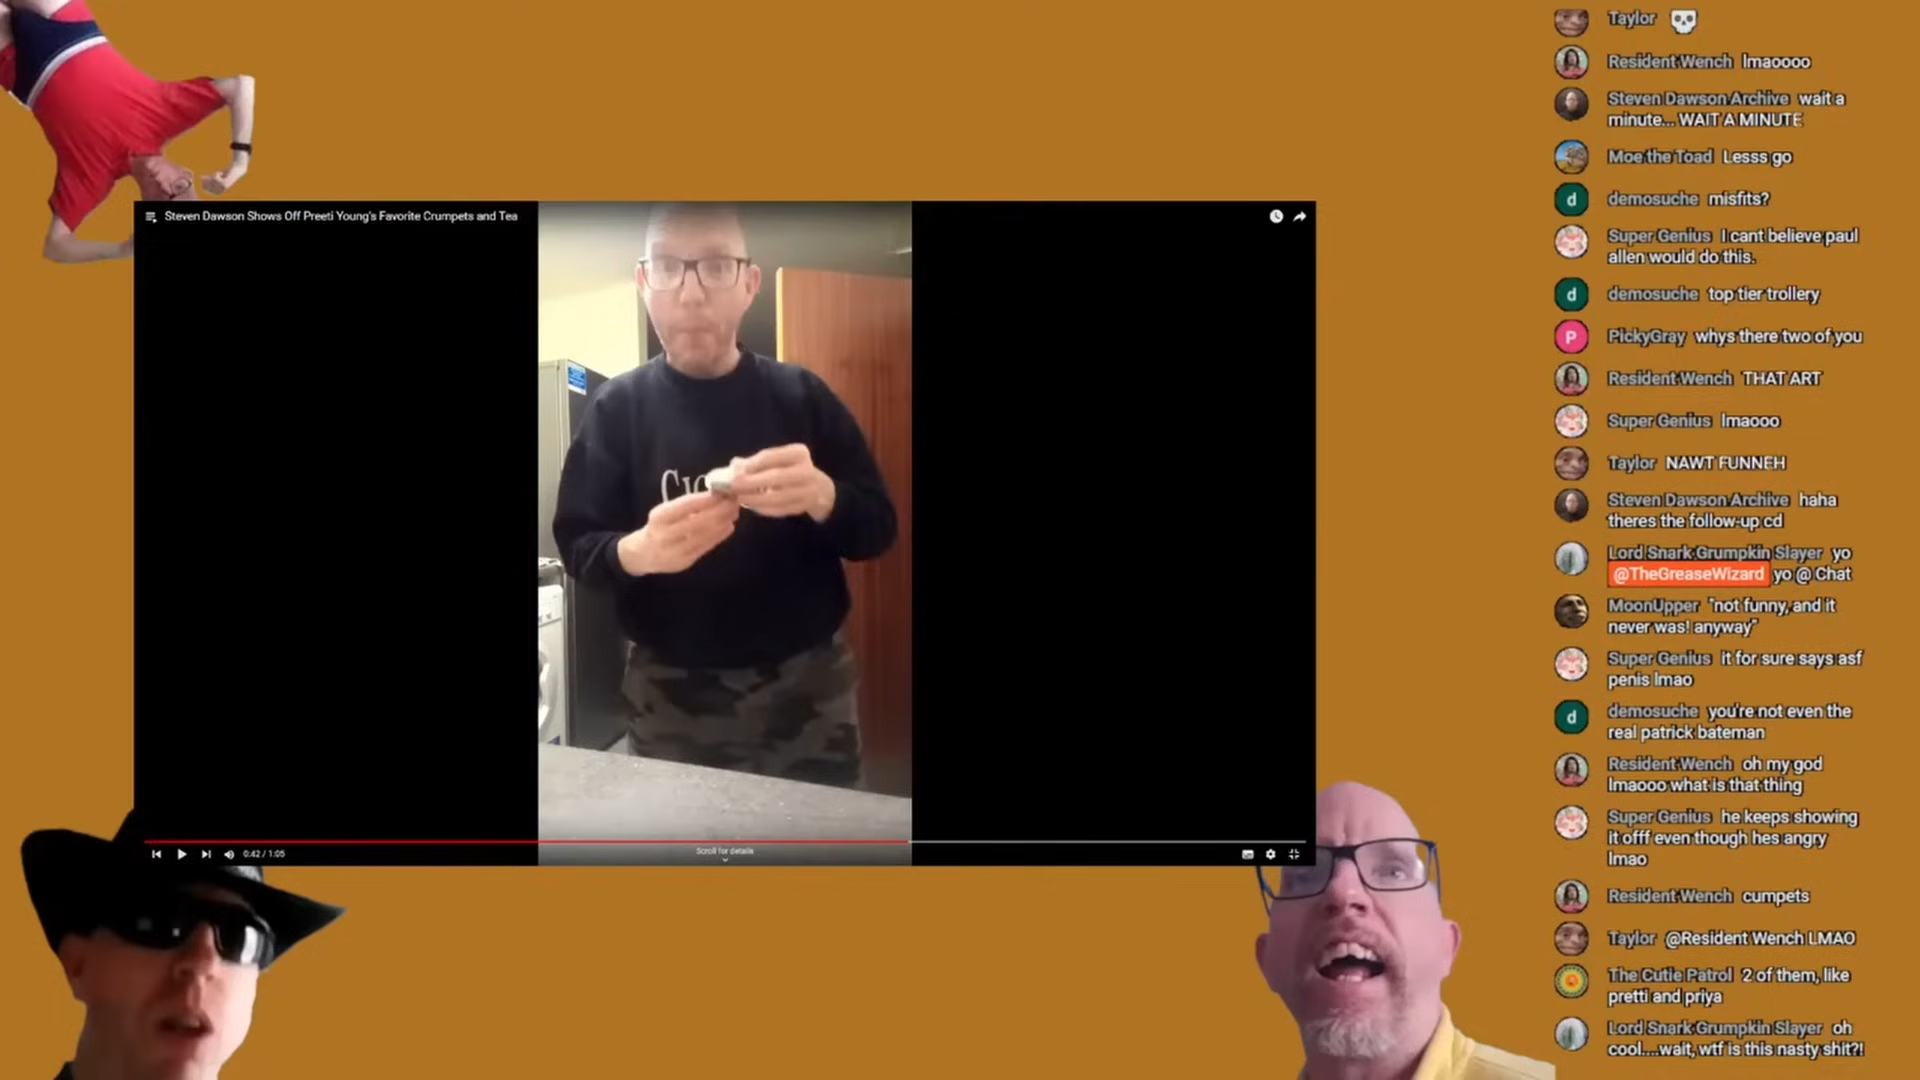 Steven Dawson Shows Off Preeti Young's Favorite Crumpets and Tea
0:42 / 1:05
Scroll for details
Taylor 💀
Resident Wench lmaoooo
Steven Dawson Archive wait a
minute... WAIT A MINUTE
Moe the Toad Lesss go
d
demosuche misfits?
Super Genius I cant believe paul
allen would do this.
d
demosuche top tier trollery
P
PickyGray whys there two of you
Resident Wench THAT ART
Super Genius lmaooo
Taylor NAWT FUNNEH
Steven Dawson Archive haha
theres the follow-up cd
Lord Snark Grumpkin Slayer yo
@TheGreaseWizard yo @ Chat
MoonUpper "not funny, and it
never was! anyway"
Super Genius it for sure says asf
penis lmao
d
demosuche you're not even the
real patrick bateman
Resident Wench oh my god
lmaooo what is that thing
Super Genius he keeps showing
it offf even though hes angry
lmao
Resident Wench cumpets
Taylor @Resident Wench LMAO
The Cutie Patrol 2 of them, like
pretti and priya
Lord Snark Grumpkin Slayer oh
cool....wait, wtf is this nasty shit?!